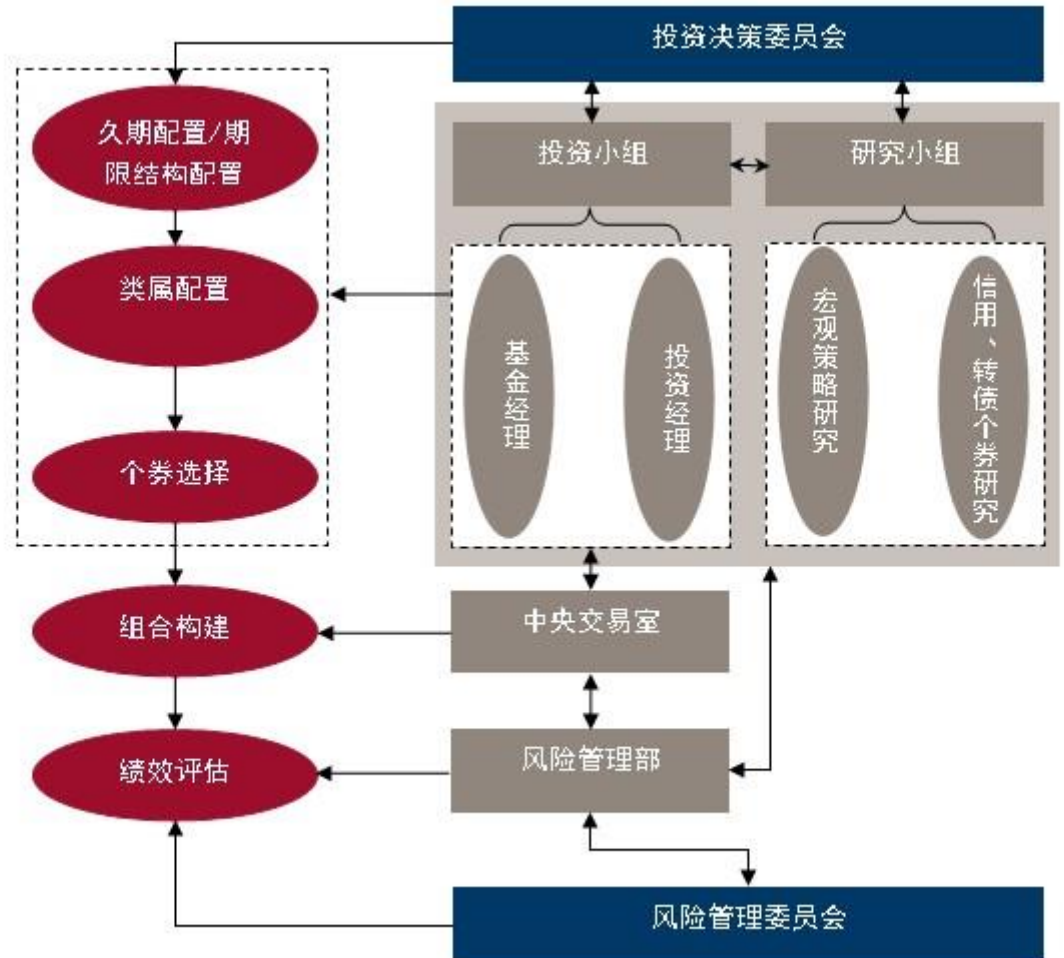 投资决策委员会
久期配置/期
限结构配置
投资小组
研究小组
类属配置
基金经理
投资经理
宏观策略研究
信用、转债个券研究
个券选择
组合构建
中央交易室
绩效评估
风险管理部
风险管理委员会